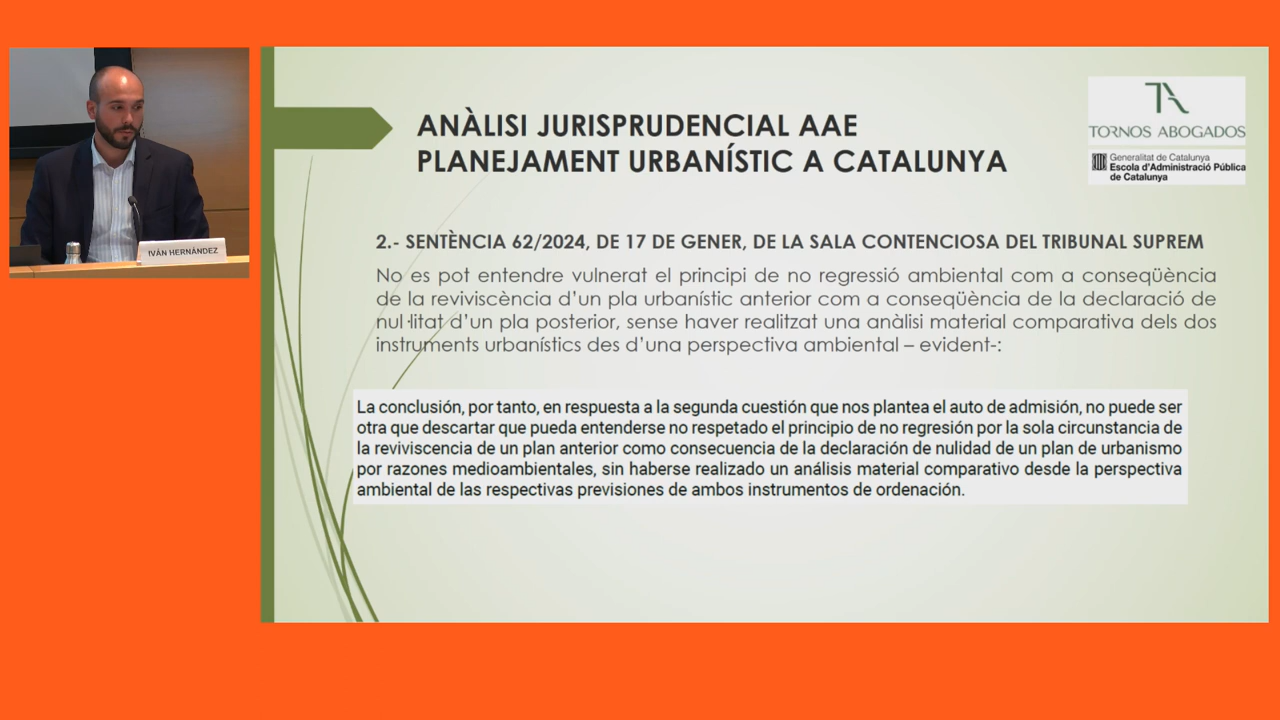 IVÁN HERNÁNDEZ
ANÀLISI JURISPRUDENCIAL AAE
PLANEJAMENT URBANÍSTIC A CATALUNYA
TORNOS ABOGADOS
Generalitat de Catalunya
Escola d'Administració Pública
de Catalunya
2.- SENTÈNCIA 62/2024, DE 17 DE GENER, DE LA SALA CONTENCIOSA DEL TRIBUNAL SUPREM
No es pot entendre vulnerat el principi de no regressió ambiental com a conseqüència
de la reviviscència d'un pla urbanístic anterior com a conseqüència de la declaració de
nul·litat d'un pla posterior, sense haver realitzat una anàlisi material comparativa dels dos
instruments urbanístics des d'una perspectiva ambiental – evident-:
La conclusión, por tanto, en respuesta a la segunda cuestión que nos plantea el auto de admisión, no puede ser
otra que descartar que pueda entenderse no respetado el principio de no regresión por la sola circunstancia de
la reviviscencia de un plan anterior como consecuencia de la declaración de nulidad de un plan de urbanismo
por razones medioambientales, sin haberse realizado un análisis material comparativo desde la perspectiva
ambiental de las respectivas previsiones de ambos instrumentos de ordenación.